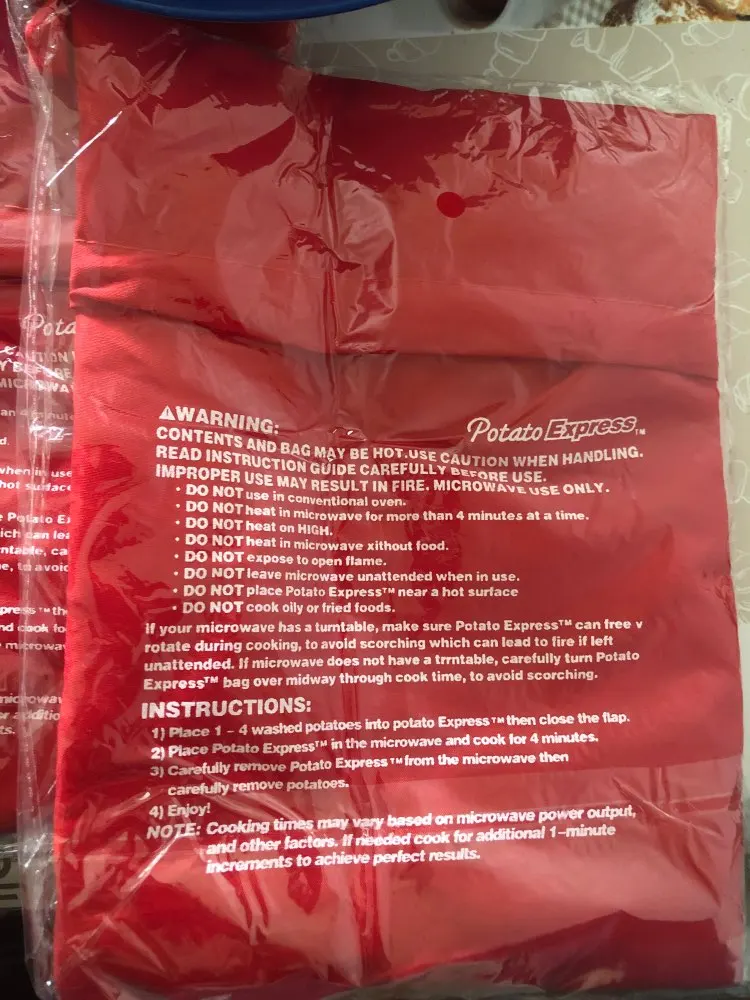 ⚠WARNING:
Potato Express™
CONTENTS AND BAG MAY BE HOT.USE CAUTION WHEN HANDLING.
READ INSTRUCTION GUIDE CAREFULLY BEFORE USE.
IMPROPER USE MAY RESULT IN FIRE. MICROWAVE USE ONLY.
• DO NOT use in conventional oven.
• DO NOT heat in microwave for more than 4 minutes at a time.
• DO NOT heat on HIGH.
• DO NOT heat in microwave xithout food.
• DO NOT expose to open flame.
• DO NOT leave microwave unattended when in use.
• DO NOT place Potato Express™ near a hot surface
• DO NOT cook oily or fried foods.
if your microwave has a turntable, make sure Potato Express™ can free v
rotate during cooking, to avoid scorching which can lead to fire if left
unattended. If microwave does not have a trrntable, carefully turn Potato
Express™ bag over midway through cook time, to avoid scorching.
INSTRUCTIONS:
1) Place 1 – 4 washed potatoes into potato Express™ then close the flap.
2) Place Potato Express™ in the microwave and cook for 4 minutes.
3) Carefully remove Potato Express™ from the microwave then
carefully remove potatoes.
4) Enjoy!
NOTE: Cooking times may vary based on microwave power output,
and other factors. If needed cook for additional 1–minute
increments to achieve perfect results.